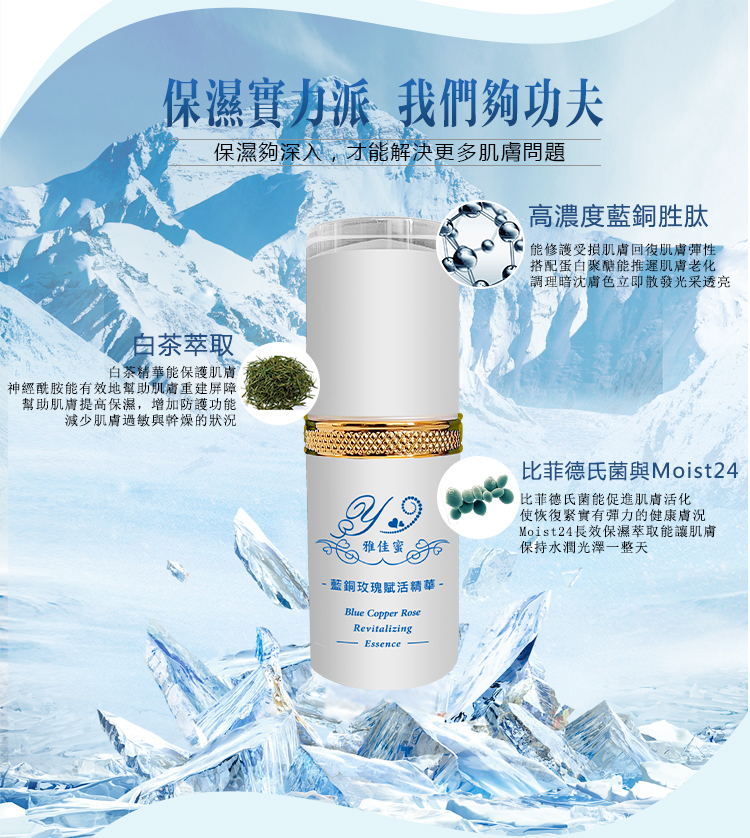 保濕實力派 我們夠功夫
保濕夠深入，才能解決更多肌膚問題
高濃度藍銅胜肽
能修護受損肌膚回復肌膚彈性
搭配蛋白聚醣能推遲肌膚老化
調理暗沈膚色立即散發光采透亮
白茶萃取
白茶精華能保護肌膚
神經酰胺能有效地幫助肌膚重建屏障
幫助肌膚提高保濕，增加防護功能
減少肌膚過敏與幹燥的狀況
比菲德氏菌與Moist24
比菲德氏菌能促進肌膚活化
使恢復緊實有彈力的健康膚況
Moist24長效保濕萃取能讓肌膚
保持水潤光澤一整天
雅佳蜜
-藍銅玫瑰賦活精華-
Blue Copper Rose
Revitalizing
Essence